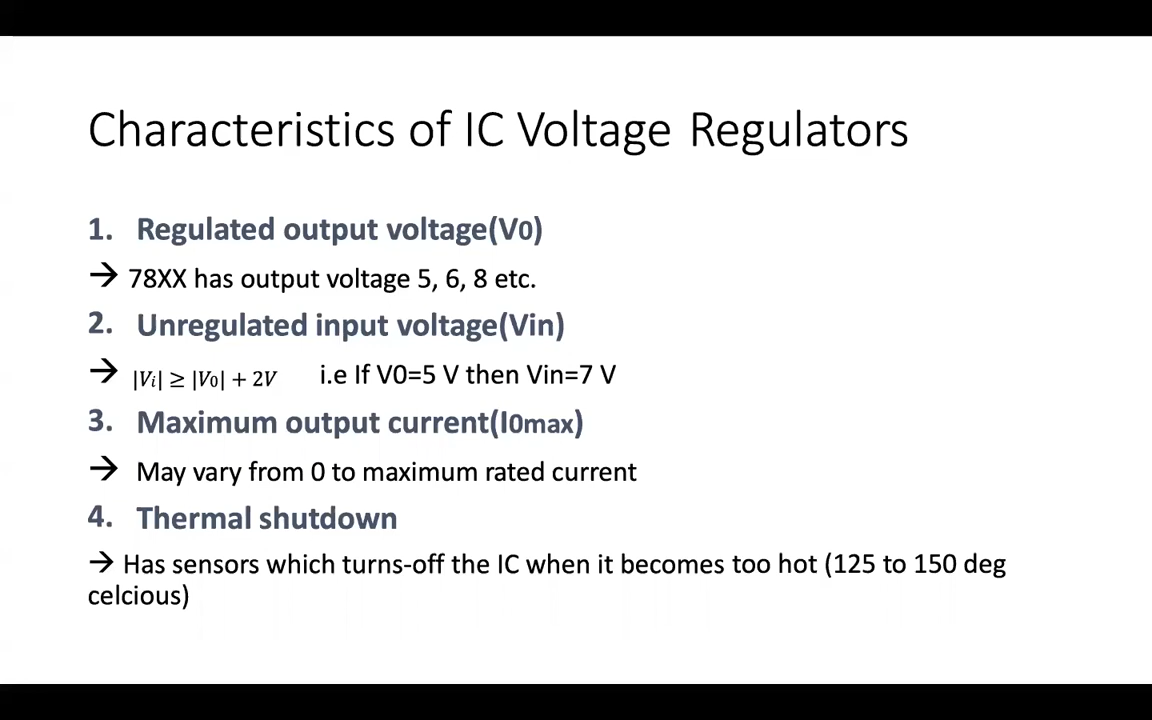 Characteristics of IC Voltage Regulators
1. Regulated output voltage(V0)
→ 78XX has output voltage 5, 6, 8 etc.
2. Unregulated input voltage(Vin)
→ |Vi| ≥ |V0| + 2V i.e If V0=5 V then Vin=7 V
3. Maximum output current(I0max)
→ May vary from 0 to maximum rated current
4. Thermal shutdown
→ Has sensors which turns-off the IC when it becomes too hot (125 to 150 deg
celcious)